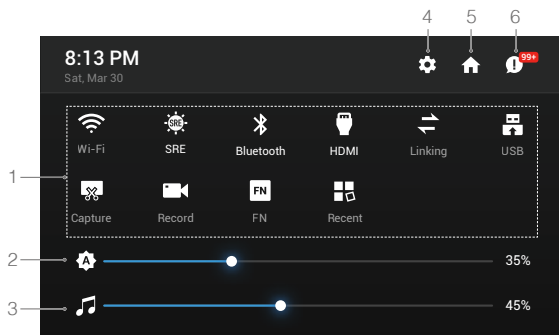 4 5 6
8:13 PM
99+
Sat, Mar 30
Wi-Fi SRE Bluetooth HDMI Linking USB
1
FN
Capture Record FN Recent
2 A 35%
3 45%